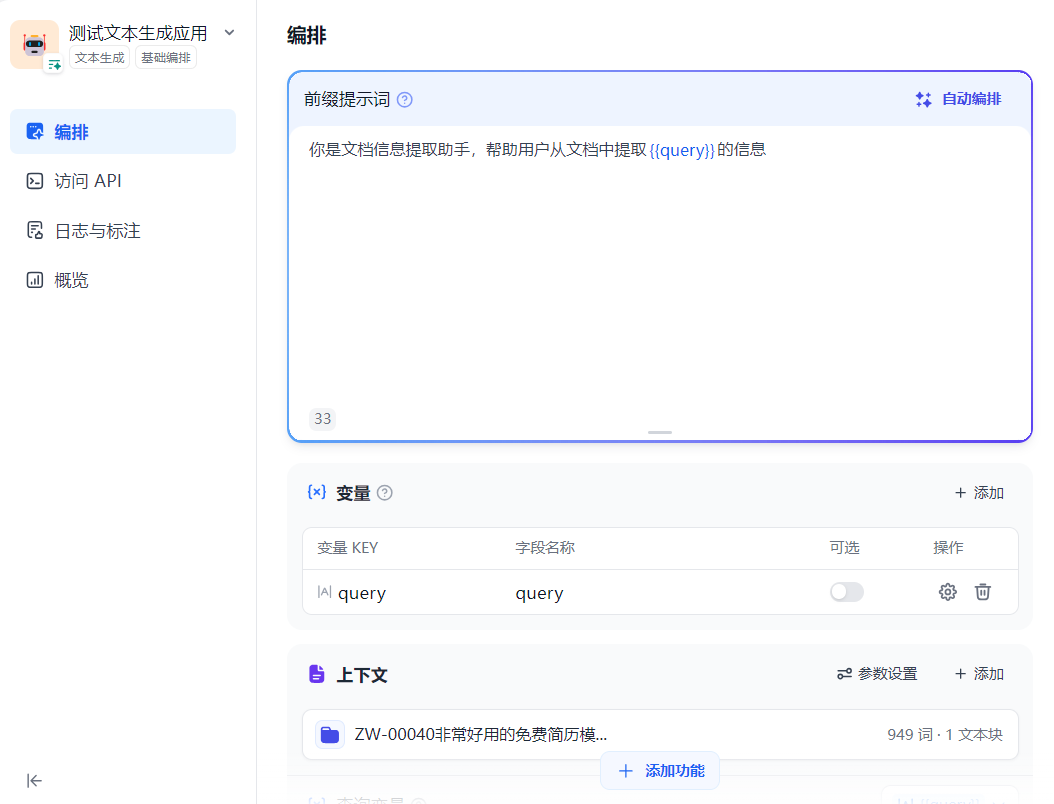 测试文本生成应用
文本生成 基础编排
编排
访问 API
日志与标注
概览
编排
前缀提示词 自动编排
你是文档信息提取助手，帮助用户从文档中提取{{query}}的信息
33
{x} 变量 + 添加
变量 KEY 字段名称 可选 操作
query query
上下文 参数设置 + 添加
ZW-00040非常好用的免费简历模... 949 词 · 1 文本块
+ 添加功能
{x} 查询变量 {{query}}